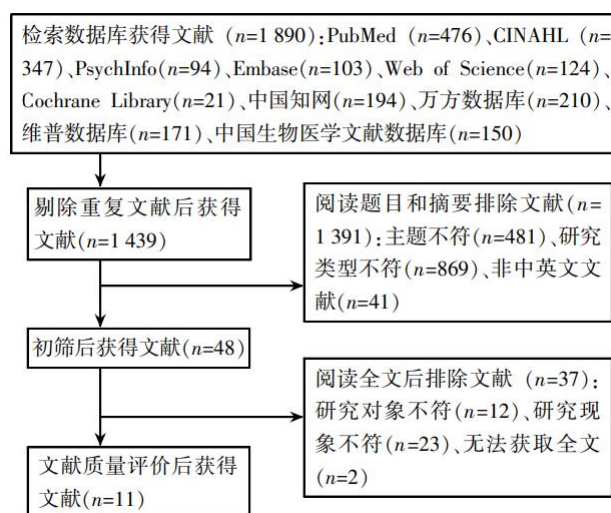 检索数据库获得文献 (n=1 890):PubMed (n=476)、CINAHL (n=
347)、PsychInfo(n=94)、Embase(n=103)、Web of Science(n=124)、
Cochrane Library(n=21)、中国知网(n=194)、万方数据库(n=210)、
维普数据库(n=171)、中国生物医学文献数据库(n=150)
剔除重复文献后获得
文献(n=1 439)
阅读题目和摘要排除文献(n=
1 391):主题不符(n=481)、研究
类型不符(n=869)、非中英文文
献(n=41)
初筛后获得文献(n=48)
阅读全文后排除文献 (n=37):
研究对象不符(n=12)、研究现
象不符(n=23)、无法获取全文
(n=2)
文献质量评价后获得
文献(n=11)